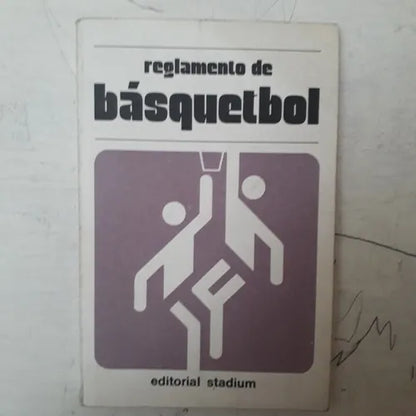 reglamento de
básquetbol
editorial stadium